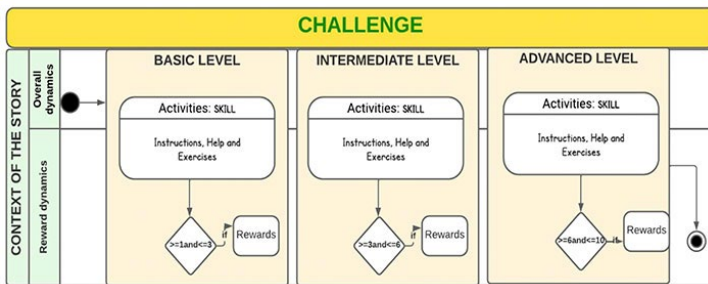 CHALLENGE
CONTEXT OF THE STORY
Overall
dynamics
Reward dynamics
BASIC LEVEL
Activities: SKILL
Instructions, Help and
Exercises
>=1and<=3
if
Rewards
INTERMEDIATE LEVEL
Activities: SKILL
Instructions, Help and
Exercises
>=3and<=6
if
Rewards
ADVANCED LEVEL
Activities: SKILL
Instructions, Help and
Exercises
>=6and<=10
if
Rewards